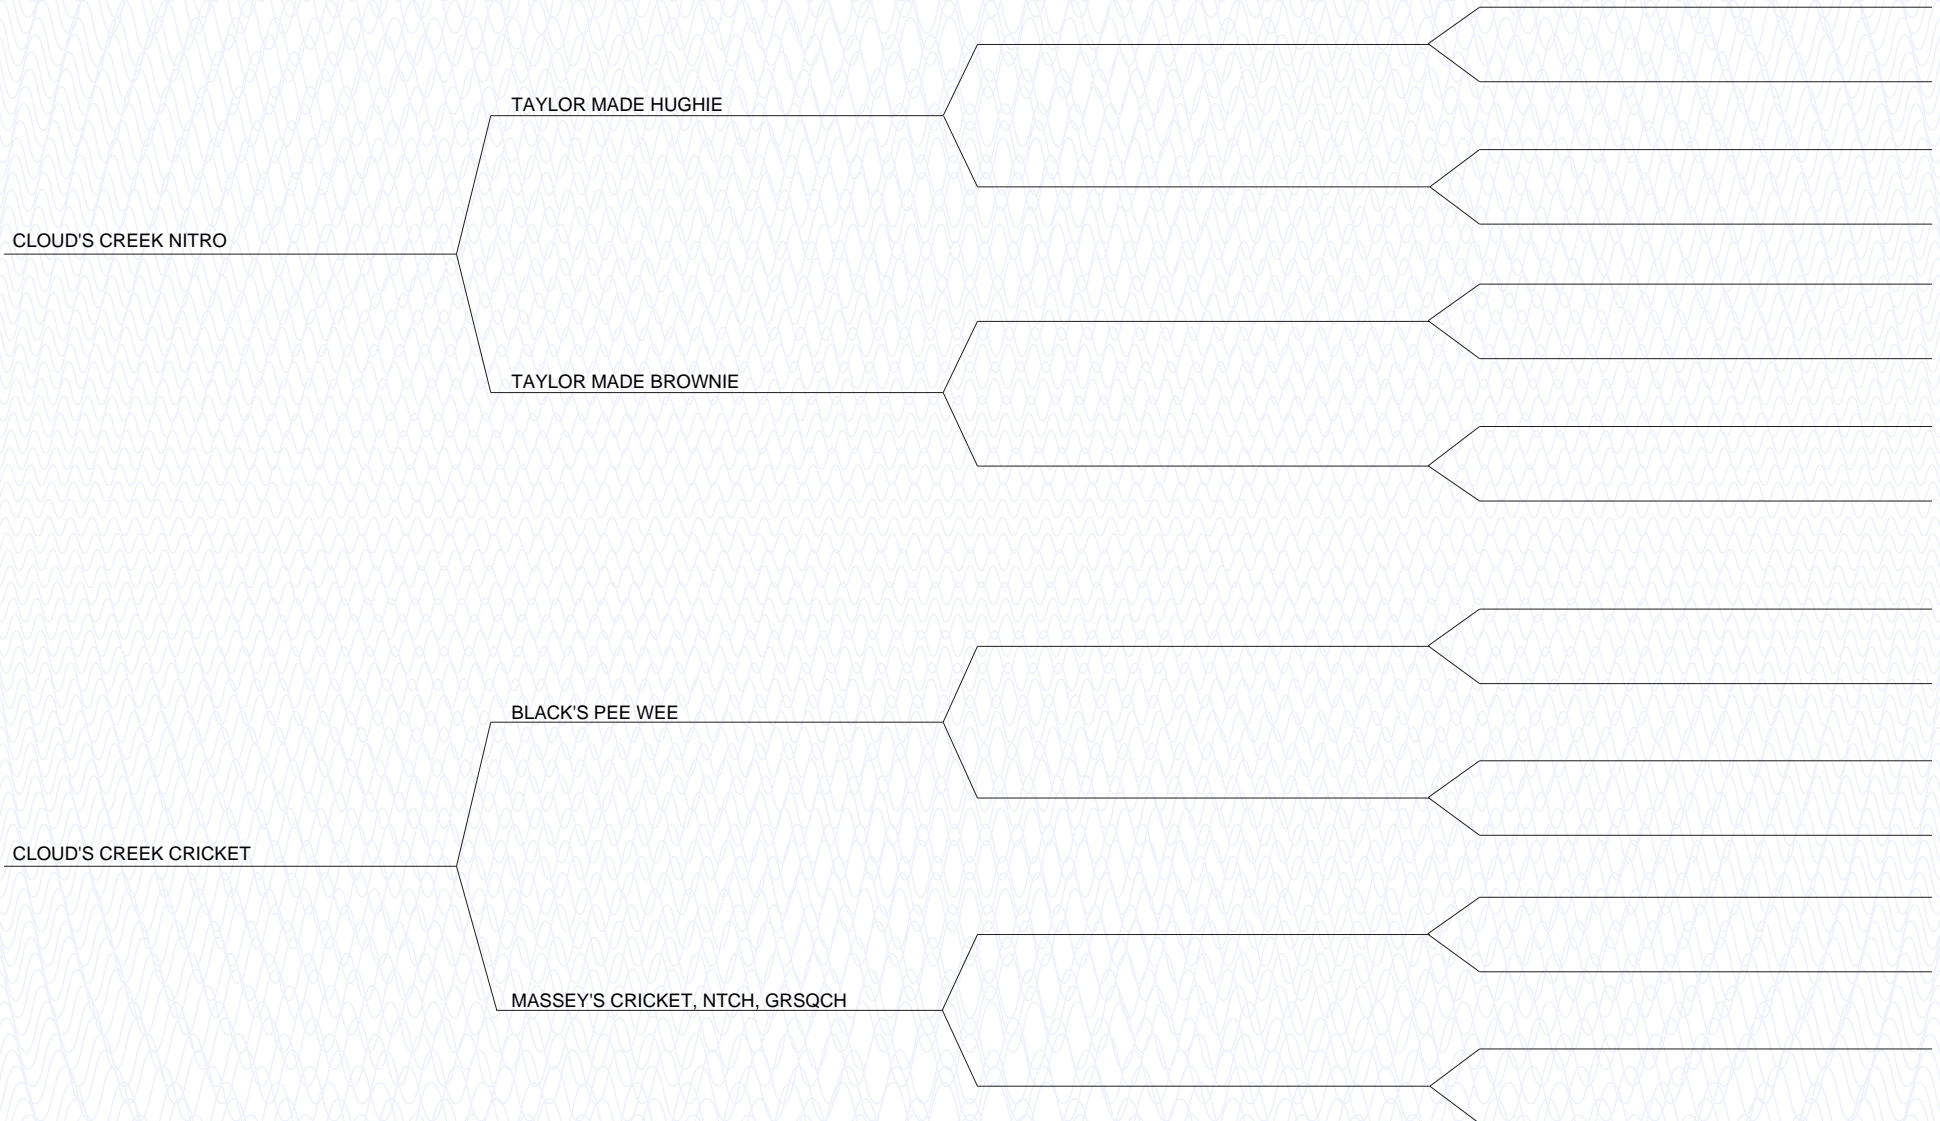 TAYLOR MADE HUGHIE
CLOUD'S CREEK NITRO
TAYLOR MADE BROWNIE
BLACK'S PEE WEE
CLOUD'S CREEK CRICKET
MASSEY'S CRICKET, NTCH, GRSQCH